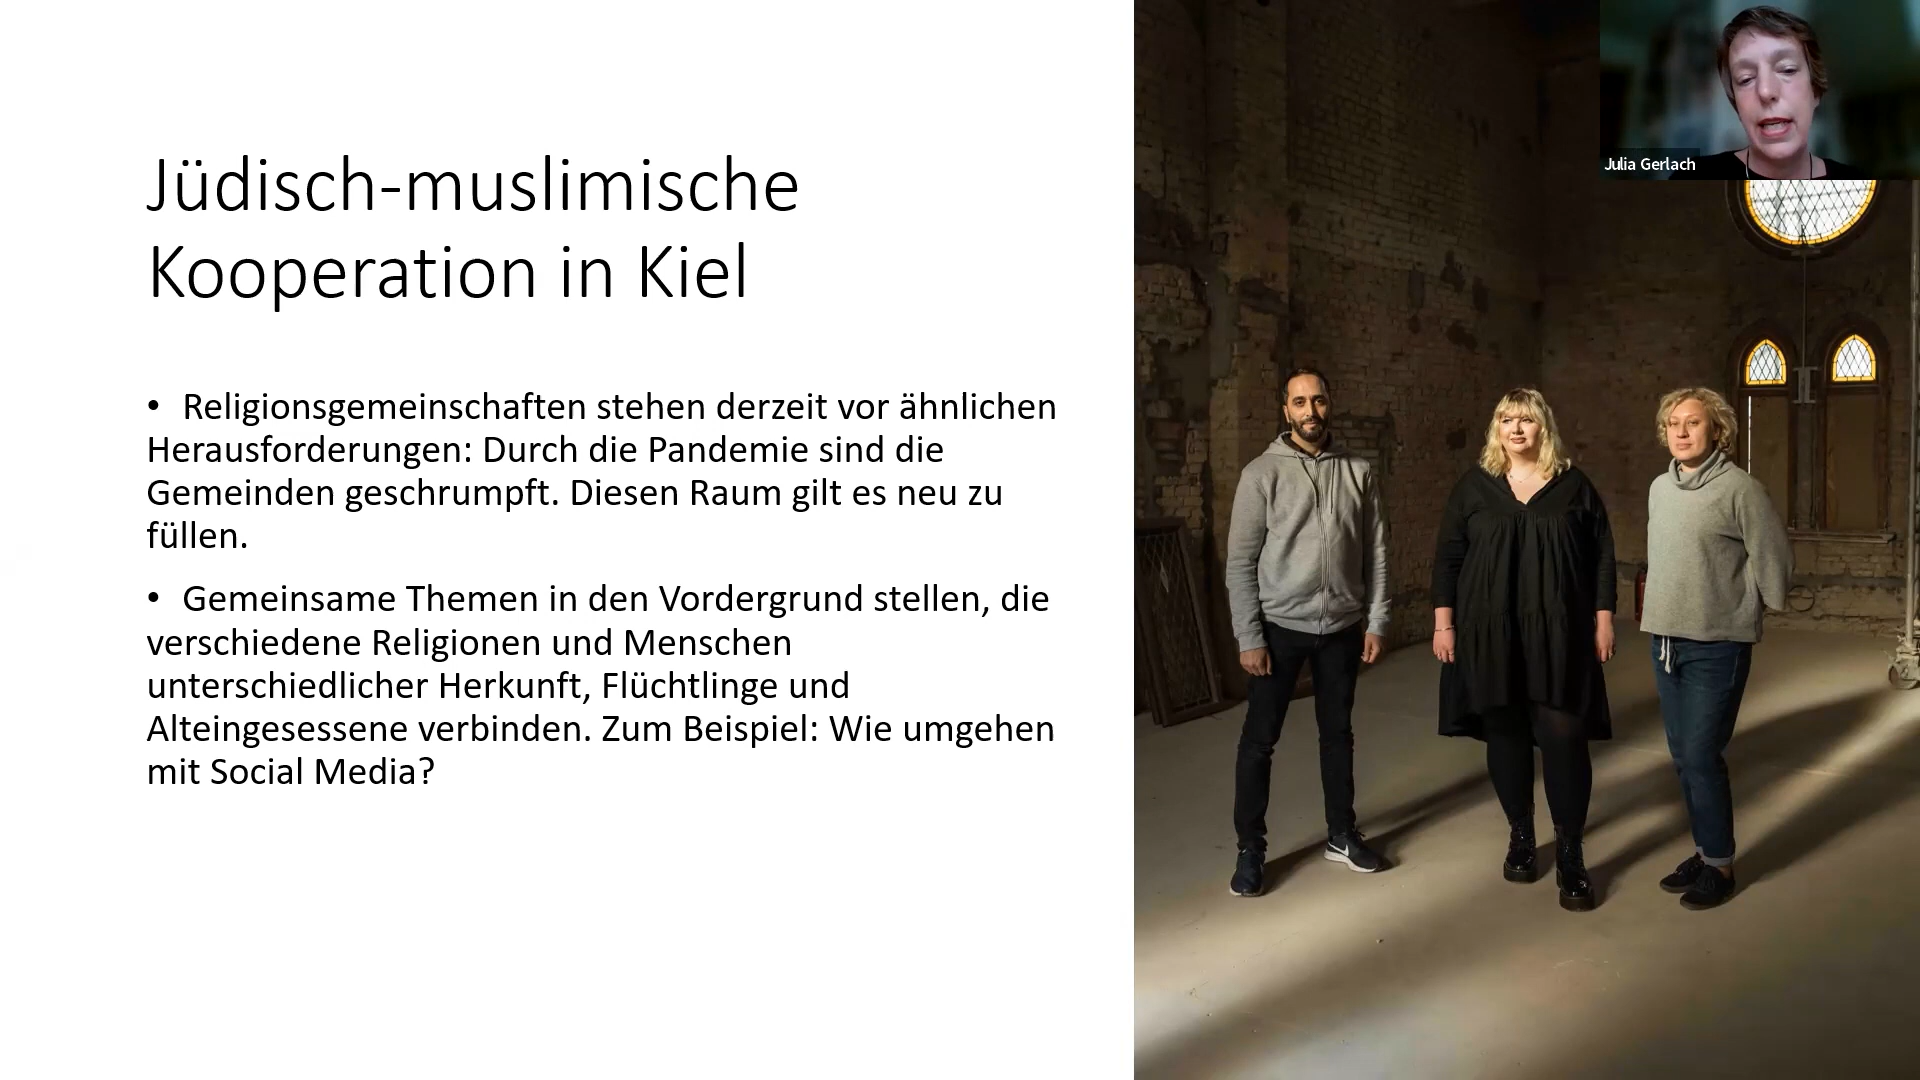 Jüdisch-muslimische
Kooperation in Kiel
• Religionsgemeinschaften stehen derzeit vor ähnlichen
Herausforderungen: Durch die Pandemie sind die
Gemeinden geschrumpft. Diesen Raum gilt es neu zu
füllen.
• Gemeinsame Themen in den Vordergrund stellen, die
verschiedene Religionen und Menschen
unterschiedlicher Herkunft, Flüchtlinge und
Alteingesessene verbinden. Zum Beispiel: Wie umgehen
mit Social Media?
Julia Gerlach